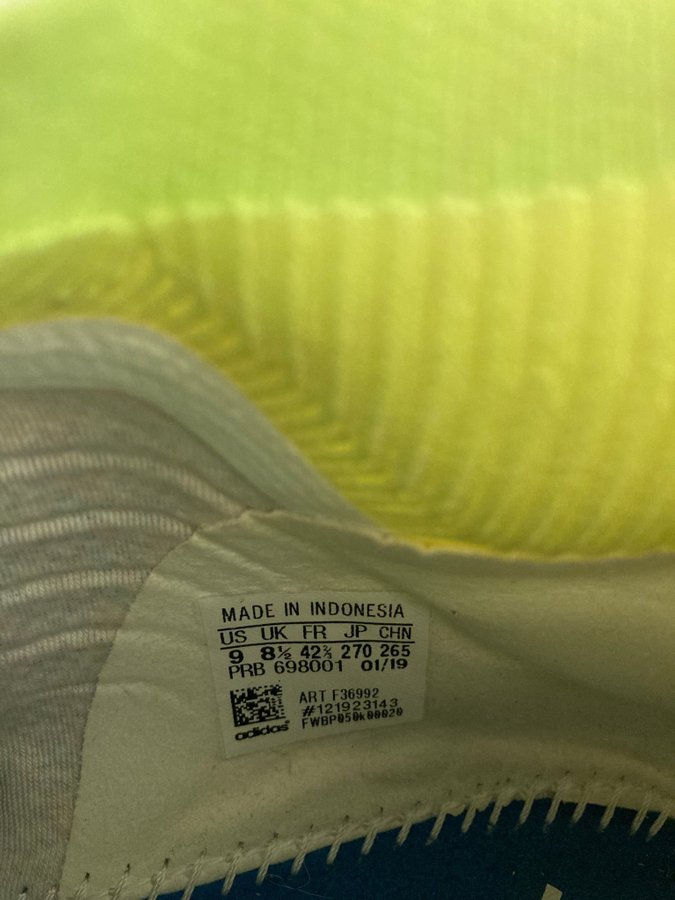 MADE IN INDONESIA
US UK FR JP CHN
9 8½ 42⅔ 270 265
PRB 698001 01/19
ART F36992
#121923143
FWBP050k00020
adidas